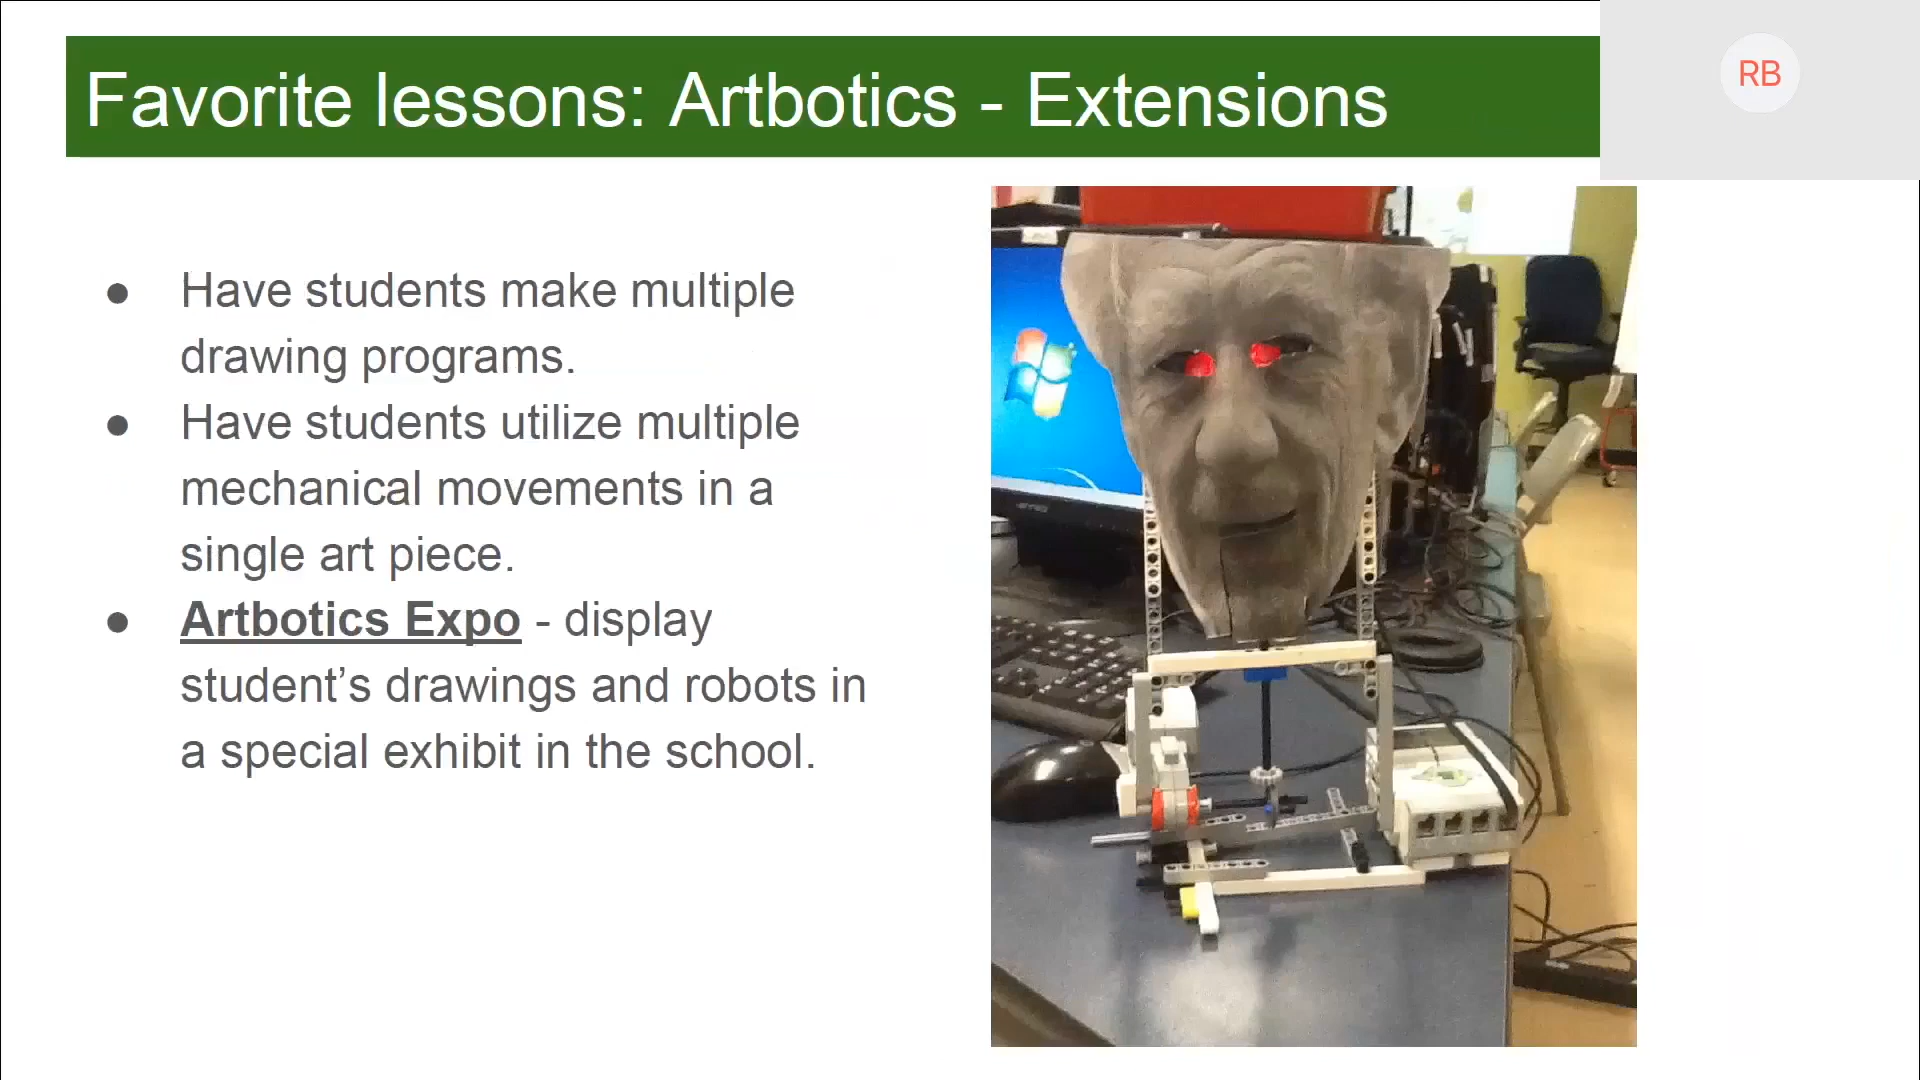 Favorite lessons: Artbotics - Extensions
RB
● Have students make multiple
drawing programs.
● Have students utilize multiple
mechanical movements in a
single art piece.
● Artbotics Expo - display
student’s drawings and robots in
a special exhibit in the school.